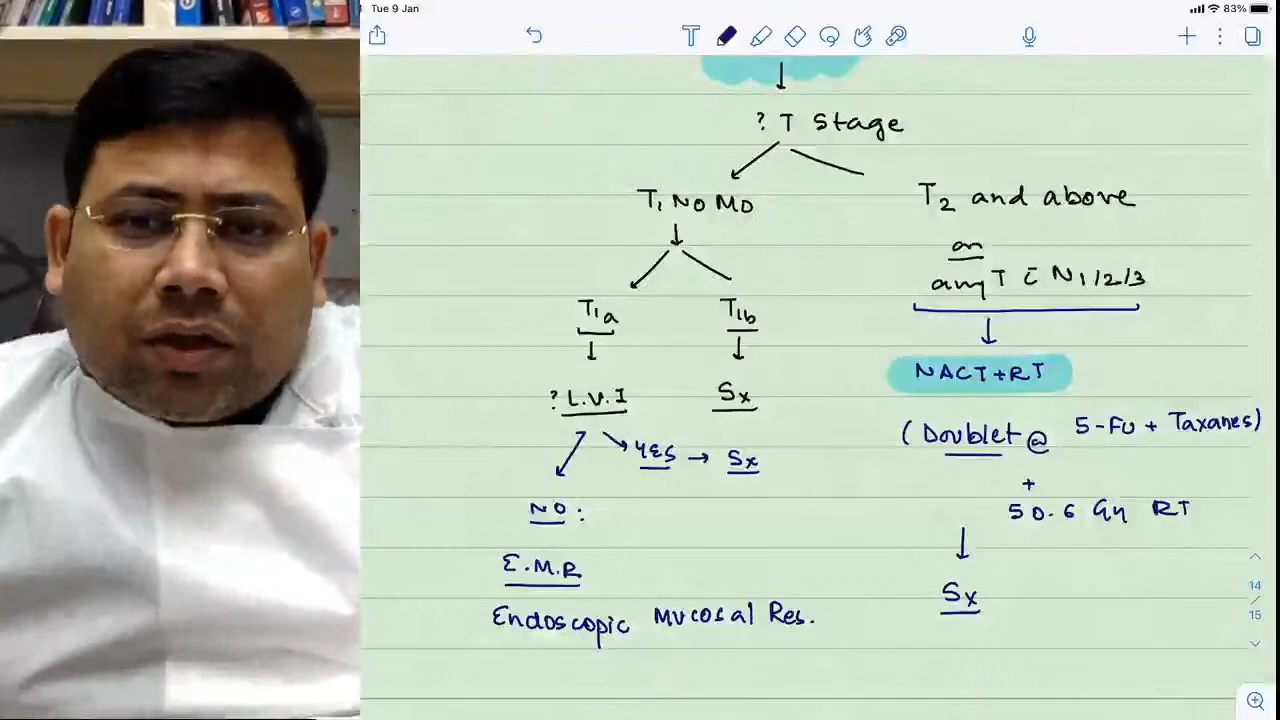 Tue 9 Jan
83%
? T Stage
T1 N0 M0
T2 and above
or
any T c̄ N1/2/3
T1a
T1b
NACT+RT
? L.V.I
Sx
(Doublet @ 5-FU + Taxanes)
YES → Sx
+
NO:
50.6 Gy RT
E.M.R
Sx
Endoscopic Mucosal Res.
14
15